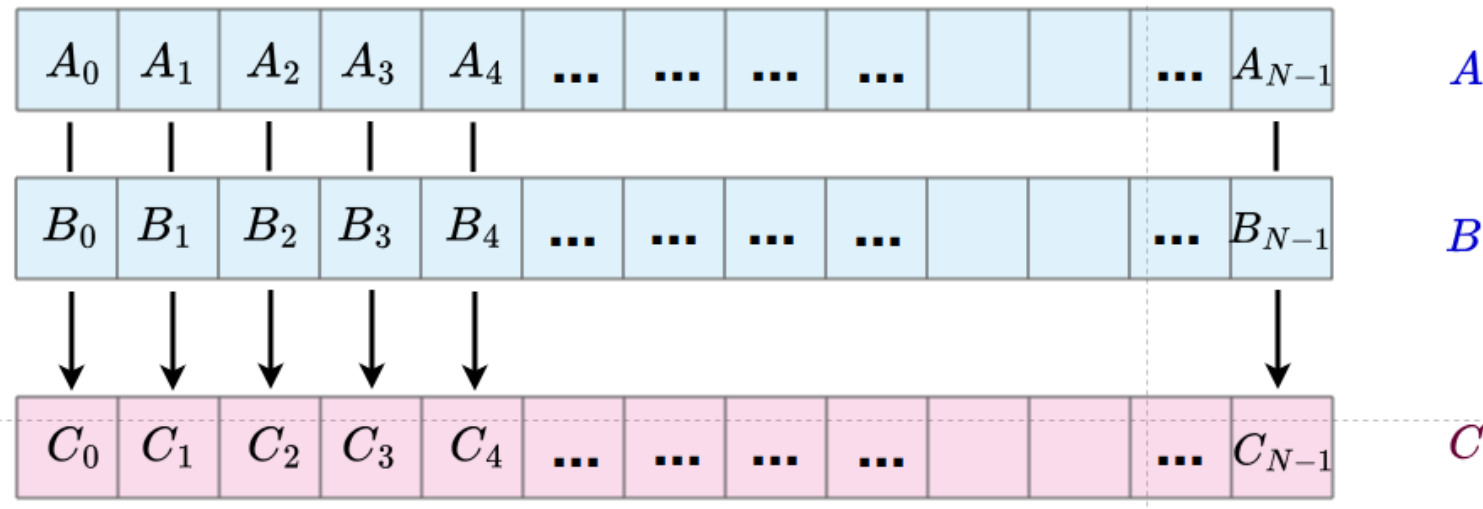 A₀ A₁ A₂ A₃ A₄ ... ... ... ... ... A_{N−1} A
B₀ B₁ B₂ B₃ B₄ ... ... ... ... ... B_{N−1} B
C₀ C₁ C₂ C₃ C₄ ... ... ... ... ... C_{N−1} C